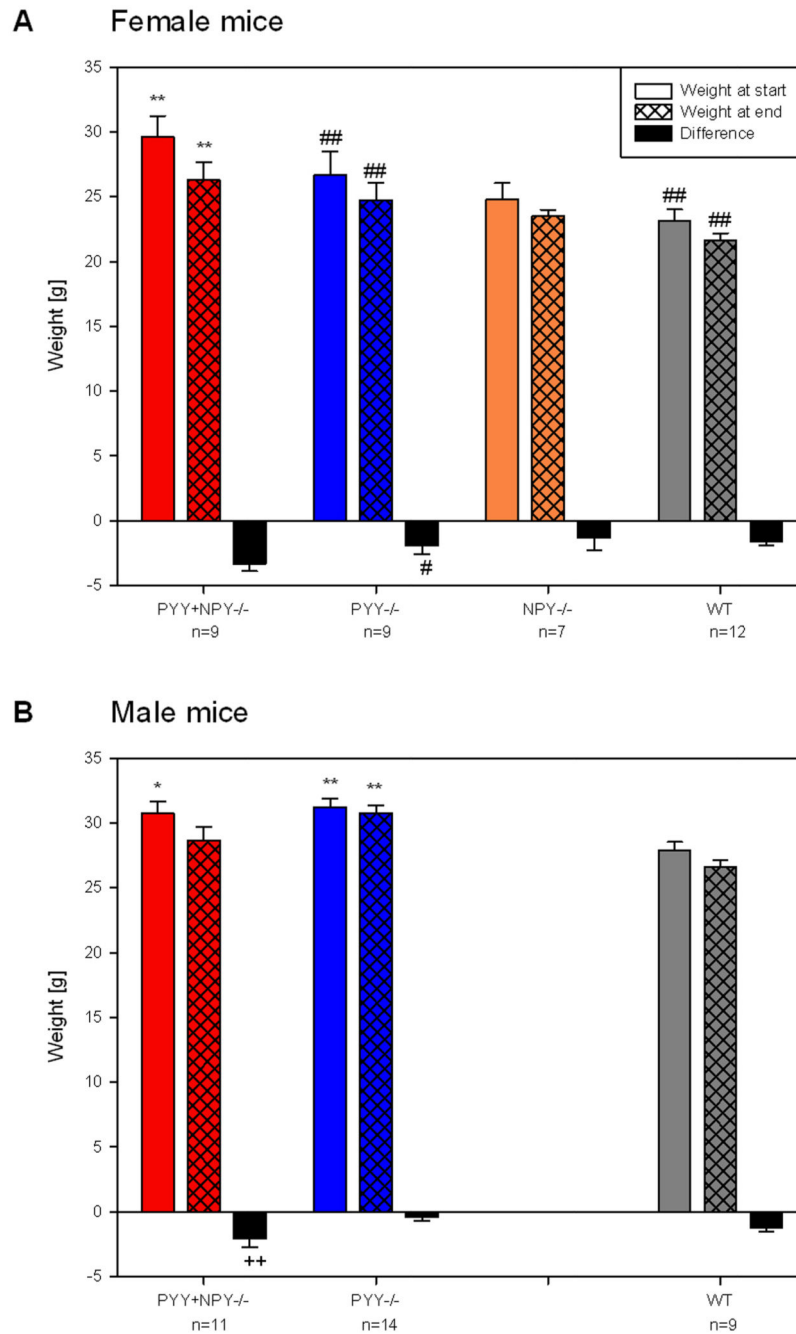 A Female mice
35
30
25
20
15
10
5
0
-5
Weight [g]
Weight at start
Weight at end
Difference
**
**
##
##
##
##
#
PYY+NPY-/- PYY-/- NPY-/- WT
n=9 n=9 n=7 n=12
B Male mice
35
30
25
20
15
10
5
0
-5
Weight [g]
*
**
**
++
PYY+NPY-/- PYY-/- WT
n=11 n=14 n=9